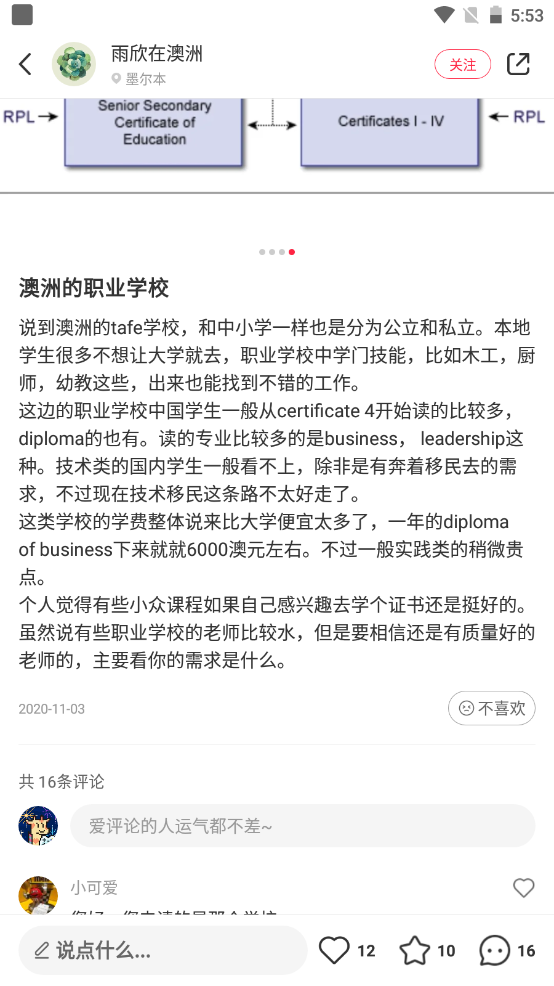 5:53
雨欣在澳洲
墨尔本
关注
RPL
Senior Secondary
Certificate of
Education
Certificates I - IV
RPL
澳洲的职业学校
说到澳洲的tafe学校，和中小学一样也是分为公立和私立。本地
学生很多不想让大学就去，职业学校中学门技能，比如木工，厨
师，幼教这些，出来也能找到不错的工作。
这边的职业学校中国学生一般从certificate 4开始读的比较多，
diploma的也有。读的专业比较多的是business， leadership这
种。技术类的国内学生一般看不上，除非是有奔着移民去的需
求，不过现在技术移民这条路不太好走了。
这类学校的学费整体说来比大学便宜太多了，一年的diploma
of business下来就就6000澳元左右。不过一般实践类的稍微贵
点。
个人觉得有些小众课程如果自己感兴趣去学个证书还是挺好的。
虽然说有些职业学校的老师比较水，但是要相信还是有质量好的
老师的，主要看你的需求是什么。
2020-11-03
不喜欢
共 16条评论
爱评论的人运气都不差~
小可爱
说点什么...
12
10
16